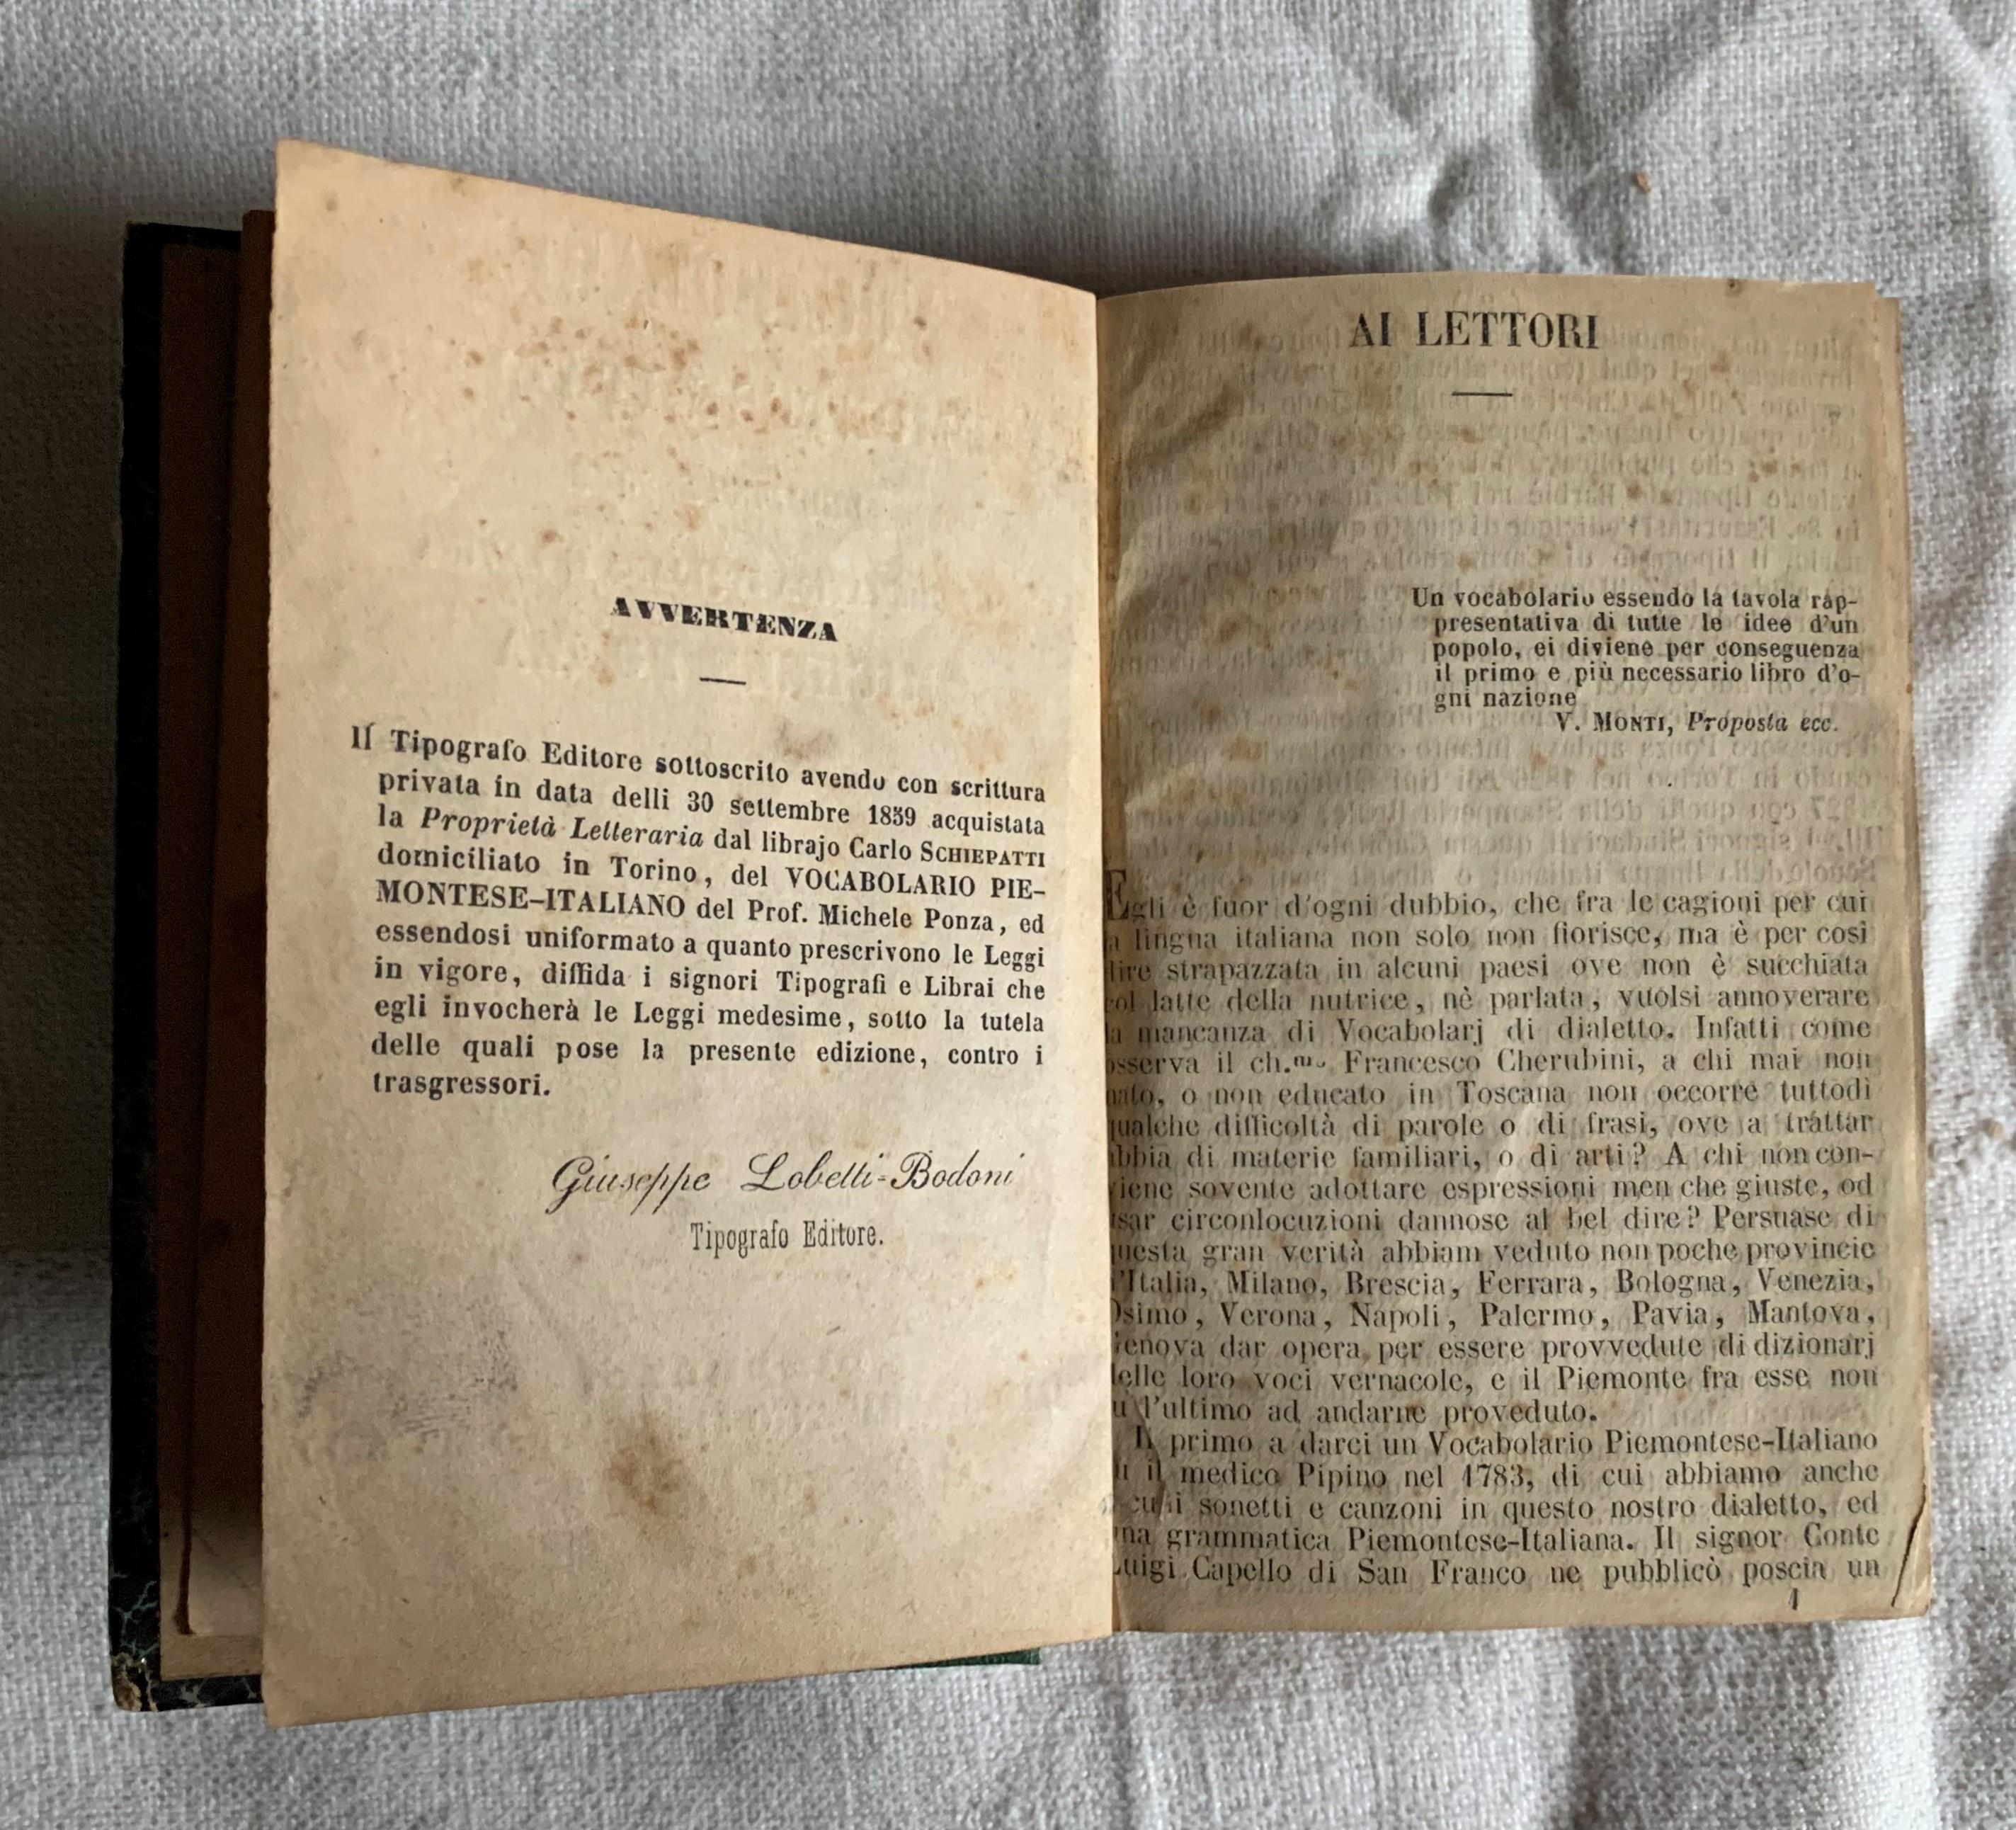 AVVERTENZA
Il Tipografo Editore sottoscrito avendo con scrittura
privata in data delli 30 settembre 1859 acquistata
la Proprietà Letteraria dal librajo Carlo SCHIEPATTI
domiciliato in Torino, del VOCABOLARIO PIE-
MONTESE-ITALIANO del Prof. Michele Ponza, ed
essendosi uniformato a quanto prescrivono le Leggi
in vigore, diffida i signori Tipografi e Librai che
egli invocherà le Leggi medesime, sotto la tutela
delle quali pose la presente edizione, contro i
trasgressori.
Giuseppe Lobetti-Bodoni
Tipografo Editore.
AI LETTORI
Un vocabolario essendo la tavola rap-
presentativa di tutte le idee d'un
popolo, ei diviene per conseguenza
il primo e più necessario libro d'o-
gni nazione
V. MONTI, Proposta ecc.
Egli è fuor d'ogni dubbio, che fra le cagioni per cui
a lingua italiana non solo non fiorisce, ma è per così
dire strapazzata in alcuni paesi ove non è succhiata
col latte della nutrice, nè parlata, vuolsi annoverare
la mancanza di Vocabolarj di dialetto. Infatti come
osserva il ch.mo Francesco Cherubini, a chi mai non
nato, o non educato in Toscana non occorre tuttodì
qualche difficoltà di parole o di frasi, ove a trattar
abbia di materie familiari, o di arti? A chi non con-
viene sovente adottare espressioni men che giuste, od
usar circonlocuzioni dannose al bel dire? Persuase di
questa gran verità abbiam veduto non poche provincie
d'Italia, Milano, Brescia, Ferrara, Bologna, Venezia,
Osimo, Verona, Napoli, Palermo, Pavia, Mantova,
Genova dar opera per essere provvedute di dizionarj
delle loro voci vernacole, e il Piemonte fra esse non
fu l'ultimo ad andarne proveduto.
Il primo a darci un Vocabolario Piemontese-Italiano
fu il medico Pipino nel 1783, di cui abbiamo anche
alcuni sonetti e canzoni in questo nostro dialetto, ed
una grammatica Piemontese-Italiana. Il signor Conte
Luigi Capello di San Franco ne pubblicò poscia un
1